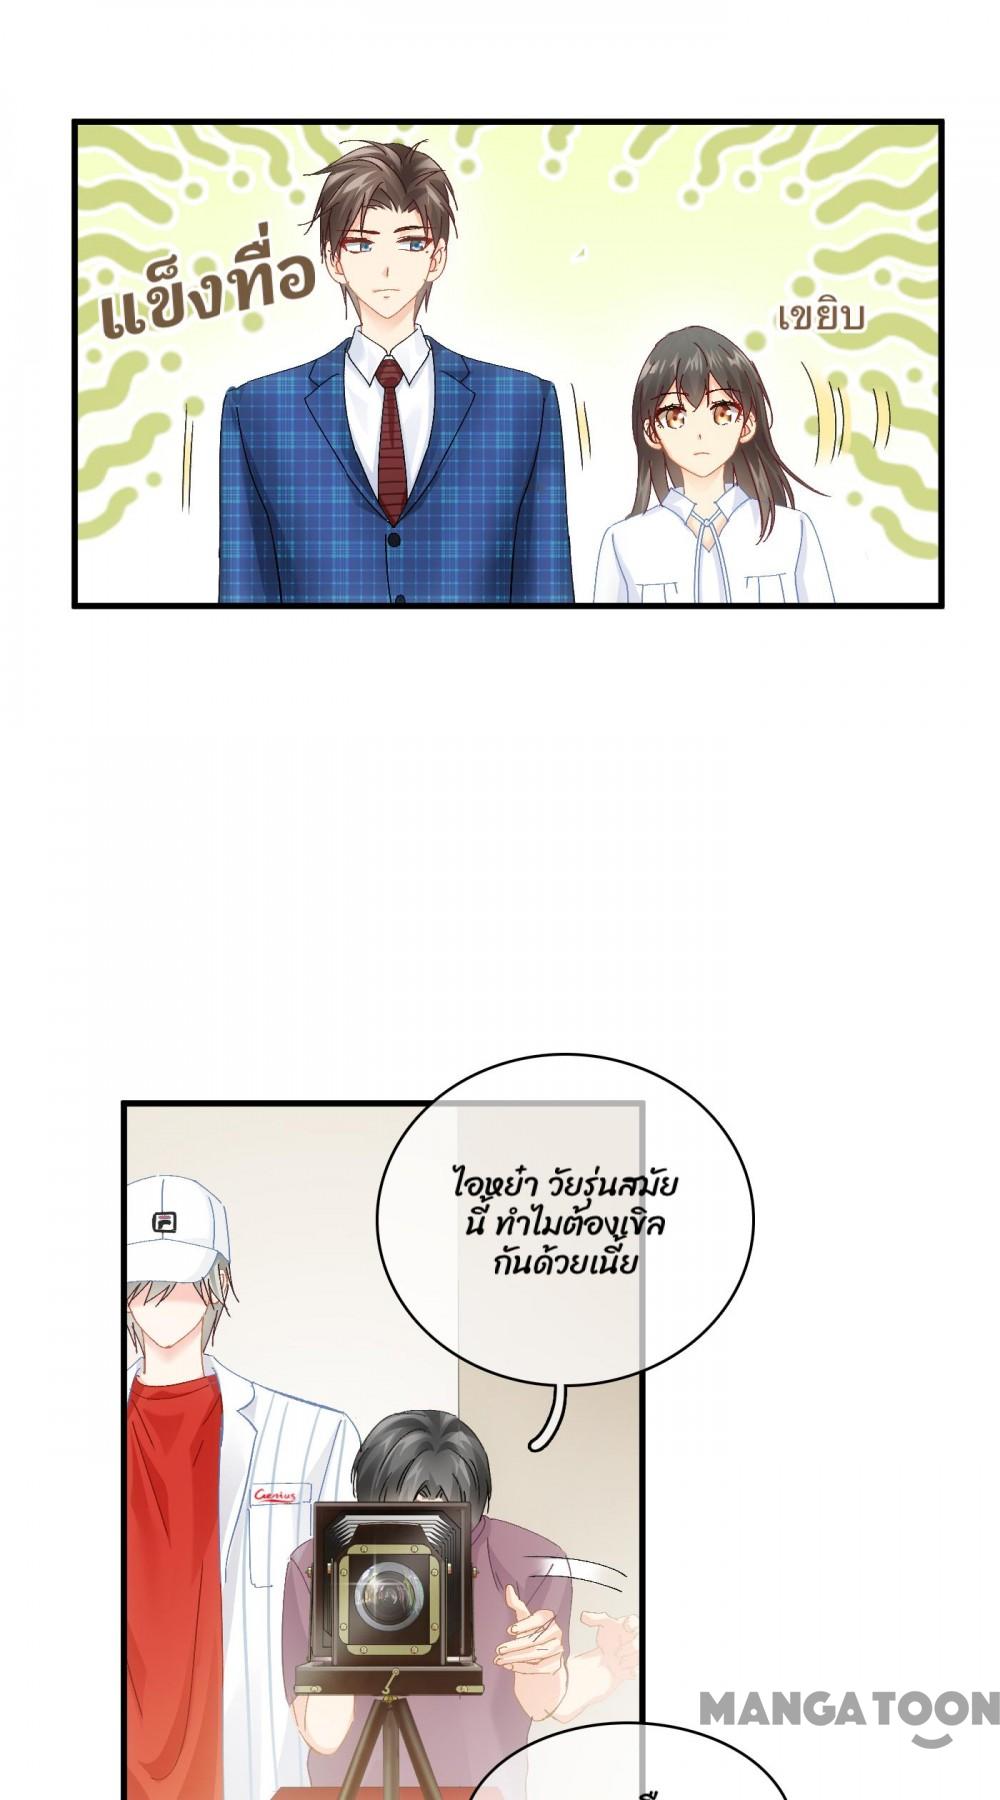 แข็งทื่อ
เขยิบ
ไอหย๋า วัยรุ่นสมัย
นี้ ทำไมต้องเขิล
กันด้วยเนี้ย
Genius
MANGATOON